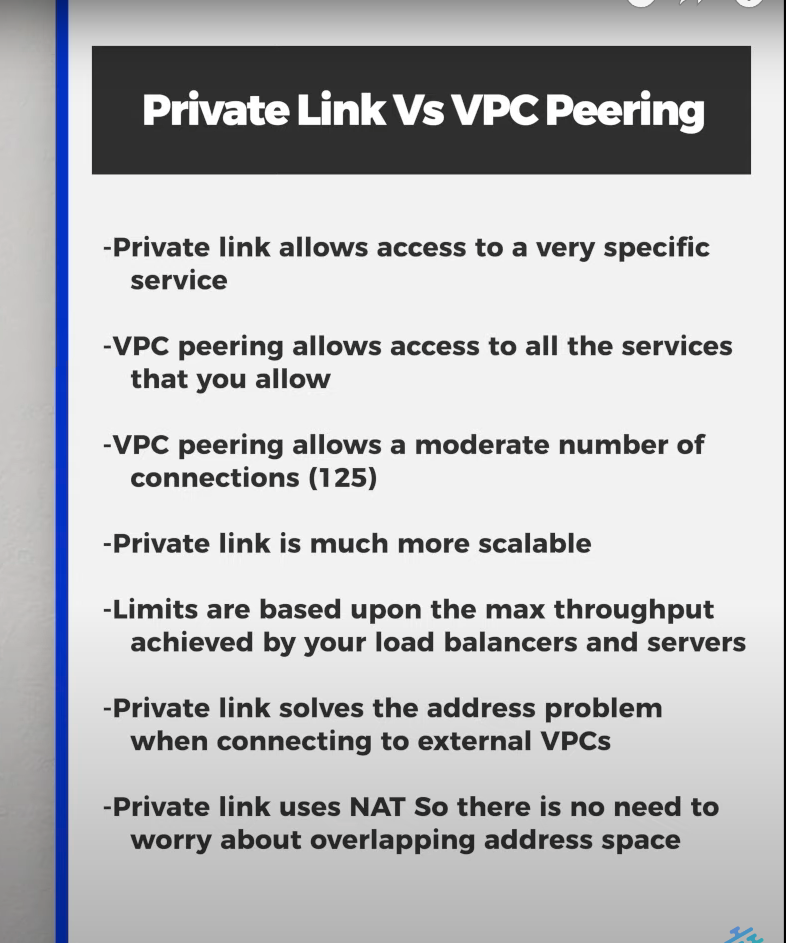 Private Link Vs VPC Peering
-Private link allows access to a very specific
service
-VPC peering allows access to all the services
that you allow
-VPC peering allows a moderate number of
connections (125)
-Private link is much more scalable
-Limits are based upon the max throughput
achieved by your load balancers and servers
-Private link solves the address problem
when connecting to external VPCs
-Private link uses NAT So there is no need to
worry about overlapping address space